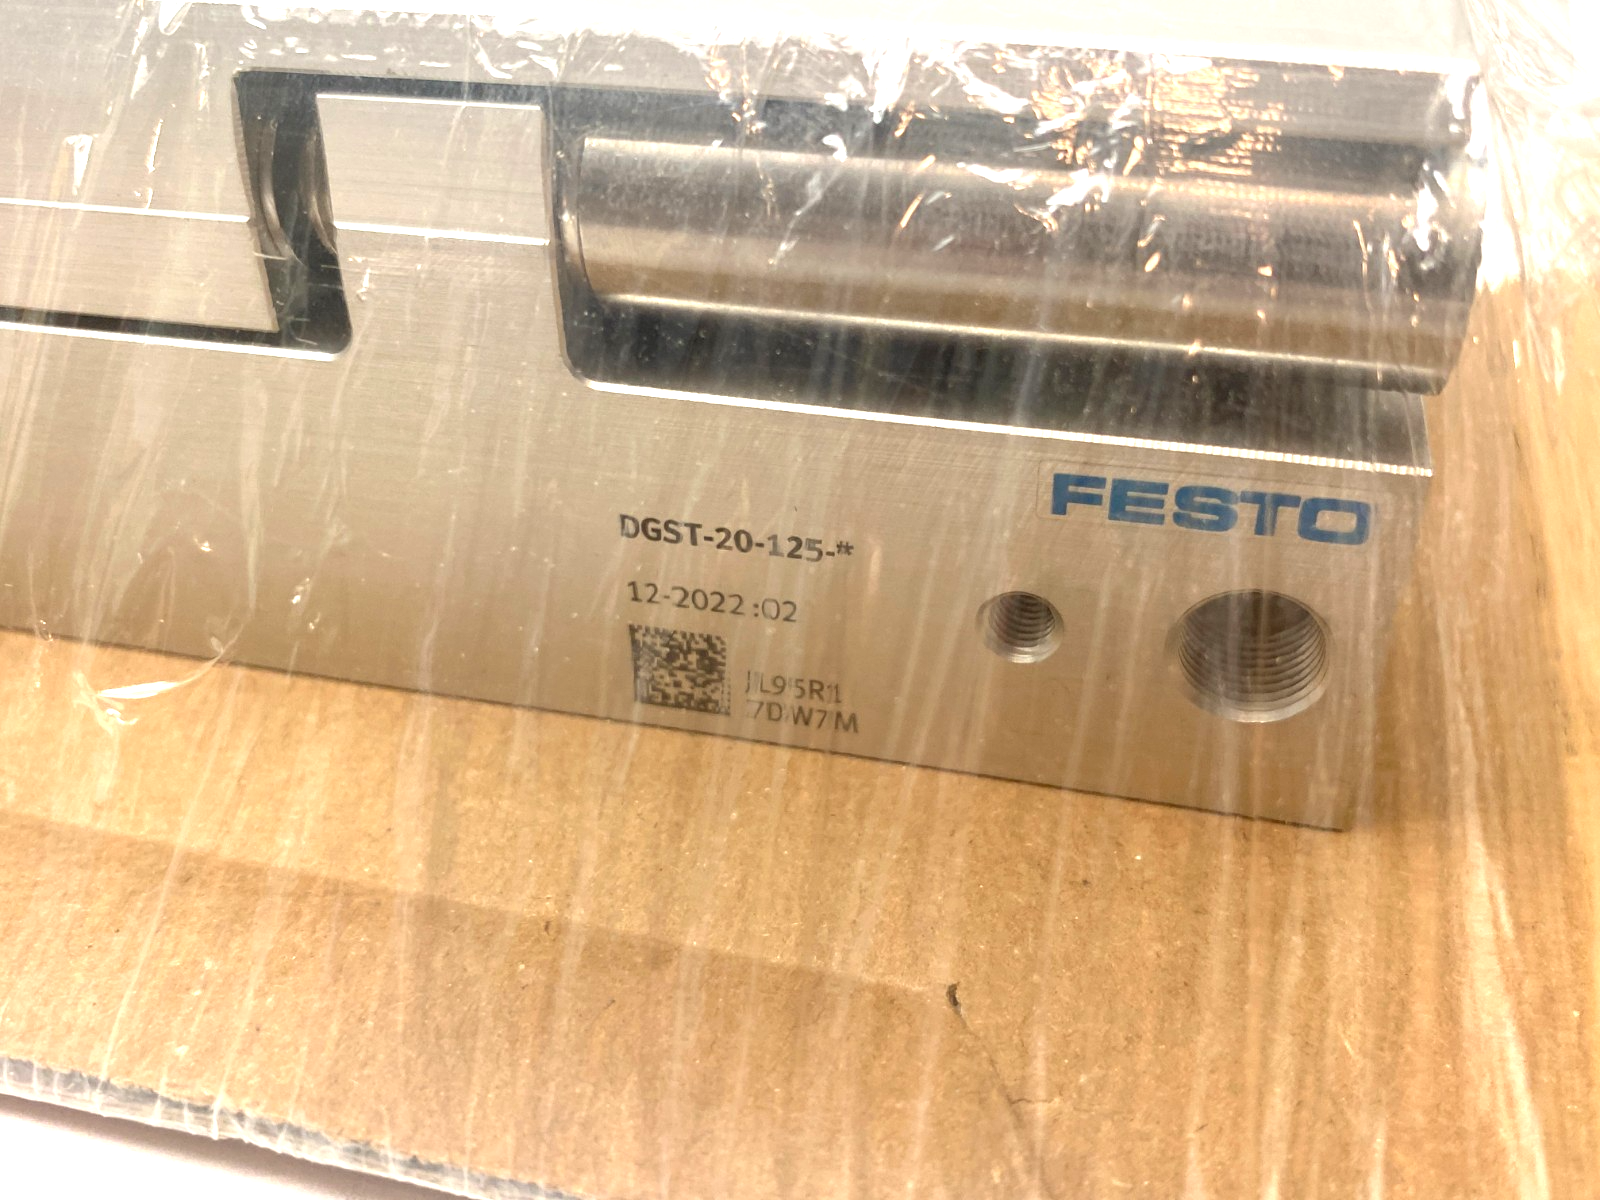 FESTO
DGST-20-125-*
12-2022:02
JL95R1
7DW7M